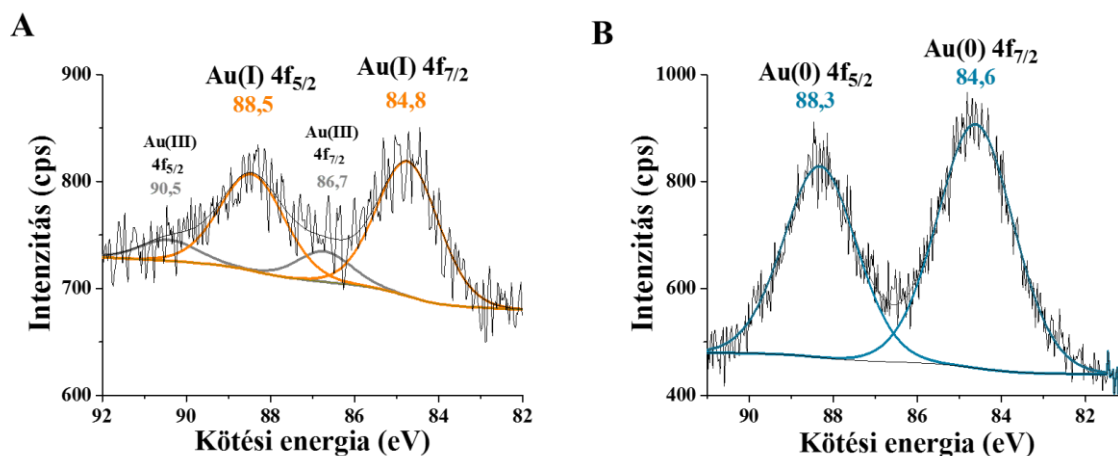 A
Au(I) 4f5/2
88,5
Au(I) 4f7/2
84,8
Au(III)
4f5/2
90,5
Au(III)
4f7/2
86,7
Intenzitás (cps)
900
800
700
600
92 90 88 86 84 82
Kötési energia (eV)
B
Au(0) 4f5/2
88,3
Au(0) 4f7/2
84,6
Intenzitás (cps)
1000
800
600
400
90 88 86 84 82
Kötési energia (eV)